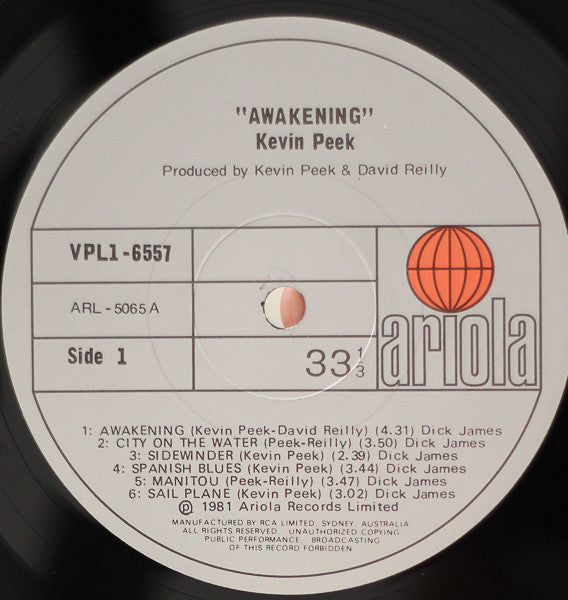 "AWAKENING"
Kevin Peek
Produced by Kevin Peek & David Reilly
VPL1-6557
ARL-5065 A
Side 1
33 1/3
ariola
1: AWAKENING (Kevin Peek-David Reilly) (4.31) Dick James
2: CITY ON THE WATER (Peek-Reilly) (3.50) Dick James
3: SIDEWINDER (Kevin Peek) (2.39) Dick James
4: SPANISH BLUES (Kevin Peek) (3.44) Dick James
5: MANITOU (Peek-Reilly) (3.47) Dick James
6: SAIL PLANE (Kevin Peek) (3.02) Dick James
Ⓟ 1981 Ariola Records Limited
MANUFACTURED BY RCA LIMITED. SYDNEY. AUSTRALIA
ALL RIGHTS RESERVED. UNAUTHORIZED COPYING
PUBLIC PERFORMANCE. BROADCASTING
OF THIS RECORD FORBIDDEN